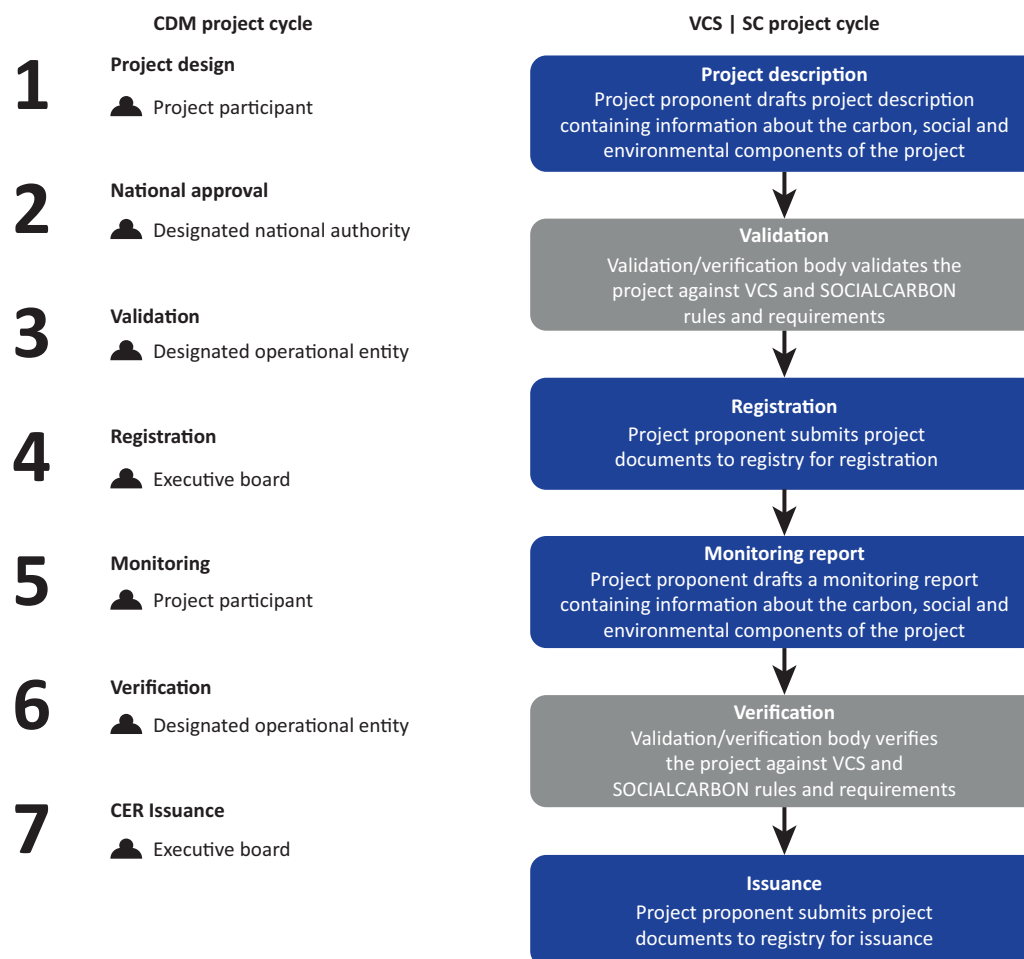 CDM project cycle
1
Project design
Project participant
2
National approval
Designated national authority
3
Validation
Designated operational entity
4
Registration
Executive board
5
Monitoring
Project participant
6
Verification
Designated operational entity
7
CER Issuance
Executive board
VCS | SC project cycle
Project description
Project proponent drafts project description
containing information about the carbon, social and
environmental components of the project
Validation
Validation/verification body validates the
project against VCS and SOCIALCARBON
rules and requirements
Registration
Project proponent submits project
documents to registry for registration
Monitoring report
Project proponent drafts a monitoring report
containing information about the carbon, social and
environmental components of the project
Verification
Validation/verification body verifies
the project against VCS and
SOCIALCARBON rules and requirements
Issuance
Project proponent submits project
documents to registry for issuance